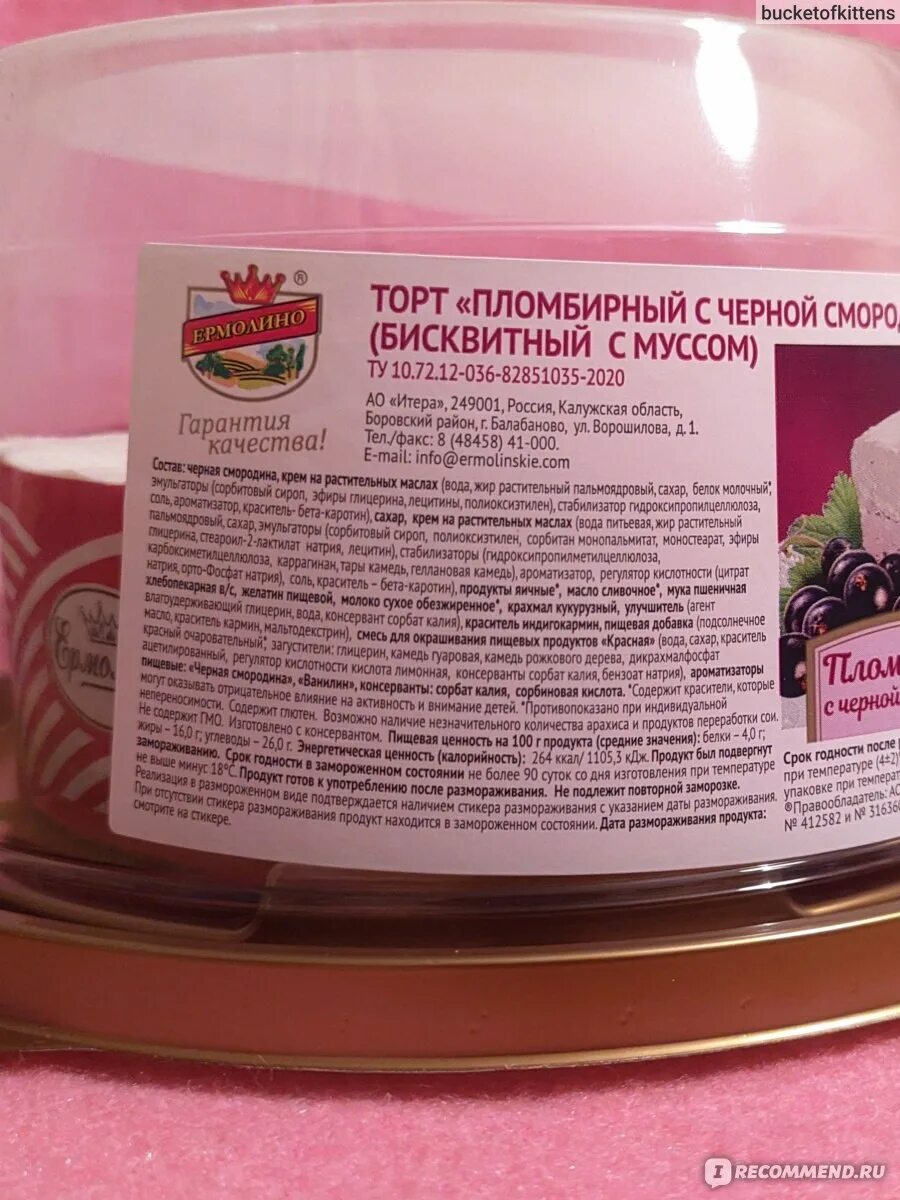 bucketofkittens
ЕРМОЛИНО
®
Гарантия
качества!
ТОРТ «ПЛОМБИРНЫЙ С ЧЕРНОЙ СМОРОД
(БИСКВИТНЫЙ С МУССОМ)
ТУ 10.72.12-036-82851035-2020
АО «Итера», 249001, Россия, Калужская область,
Боровский район, г. Балабаново, ул. Ворошилова, д.1.
Тел./факс: 8 (48458) 41-000.
E-mail: info@ermolinskie.com
Состав: черная смородина, крем на растительных маслах (вода, жир растительный пальмоядровый, сахар, белок молочный*,
эмульгаторы (сорбитовый сироп, эфиры глицерина, лецитины, полиоксиэтилен), стабилизатор гидроксипропилцеллюлоза,
соль, ароматизатор, краситель- бета-каротин), сахар, крем на растительных маслах (вода питьевая, жир растительный
пальмоядровый, сахар, эмульгаторы (сорбитовый сироп, полиоксиэтилен, сорбитан монопальмитат, моностеарат, эфиры
глицерина, стеароил-2-лактилат натрия, лецитин), стабилизаторы (гидроксипропилметилцеллюлоза,
карбоксиметилцеллюлоза, каррагинан, тары камедь, геллановая камедь), ароматизатор, регулятор кислотности (цитрат
натрия, орто-Фосфат натрия), соль, краситель – бета-каротин), продукты яичные*, масло сливочное*, мука пшеничная
хлебопекарная в/с, желатин пищевой, молоко сухое обезжиренное*, крахмал кукурузный, улучшитель (агент
влагоудерживающий глицерин, вода, консервант сорбат калия), краситель индигокармин, пищевая добавка (подсолнечное
масло, краситель кармин, мальтодекстрин), смесь для окрашивания пищевых продуктов «Красная» (вода, сахар, краситель
красный очаровательный*, загустители: глицерин, камедь гуаровая, камедь рожкового дерева, дикрахмалфосфат
ацетилированный, регулятор кислотности кислота лимонная, консерванты сорбат калия, бензоат натрия), ароматизаторы
пищевые: «Черная смородина», «Ванилин», консерванты: сорбат калия, сорбиновая кислота. *Содержит красители, которые
могут оказывать отрицательное влияние на активность и внимание детей. *Противопоказано при индивидуальной
непереносимости. Содержит глютен. Возможно наличие незначительного количества арахиса и продуктов переработки сои.
Не содержит ГМО. Изготовлено с консервантом. Пищевая ценность на 100 г продукта (средние значения): белки – 4,0 г;
жиры – 16,0 г; углеводы – 26,0 г. Энергетическая ценность (калорийность): 264 ккал/ 1105,3 кДж. Продукт был подвергнут
замораживанию. Срок годности в замороженном состоянии не более 90 суток со дня изготовления при температуре
не выше минус 18°С. Продукт готов к употреблению после размораживания. Не подлежит повторной заморозке.
Реализация в размороженном виде подтверждается наличием стикера размораживания с указанием даты размораживания.
При отсутствии стикера размораживания продукт находится в замороженном состоянии. Дата размораживания продукта:
смотрите на стикере.
Плом
с черной
Срок годности после
при температуре (4±2)°
упаковке при температ
®Правообладатель: АО
№ 412582 и № 31636
Ермо
IRECOMMEND.RU